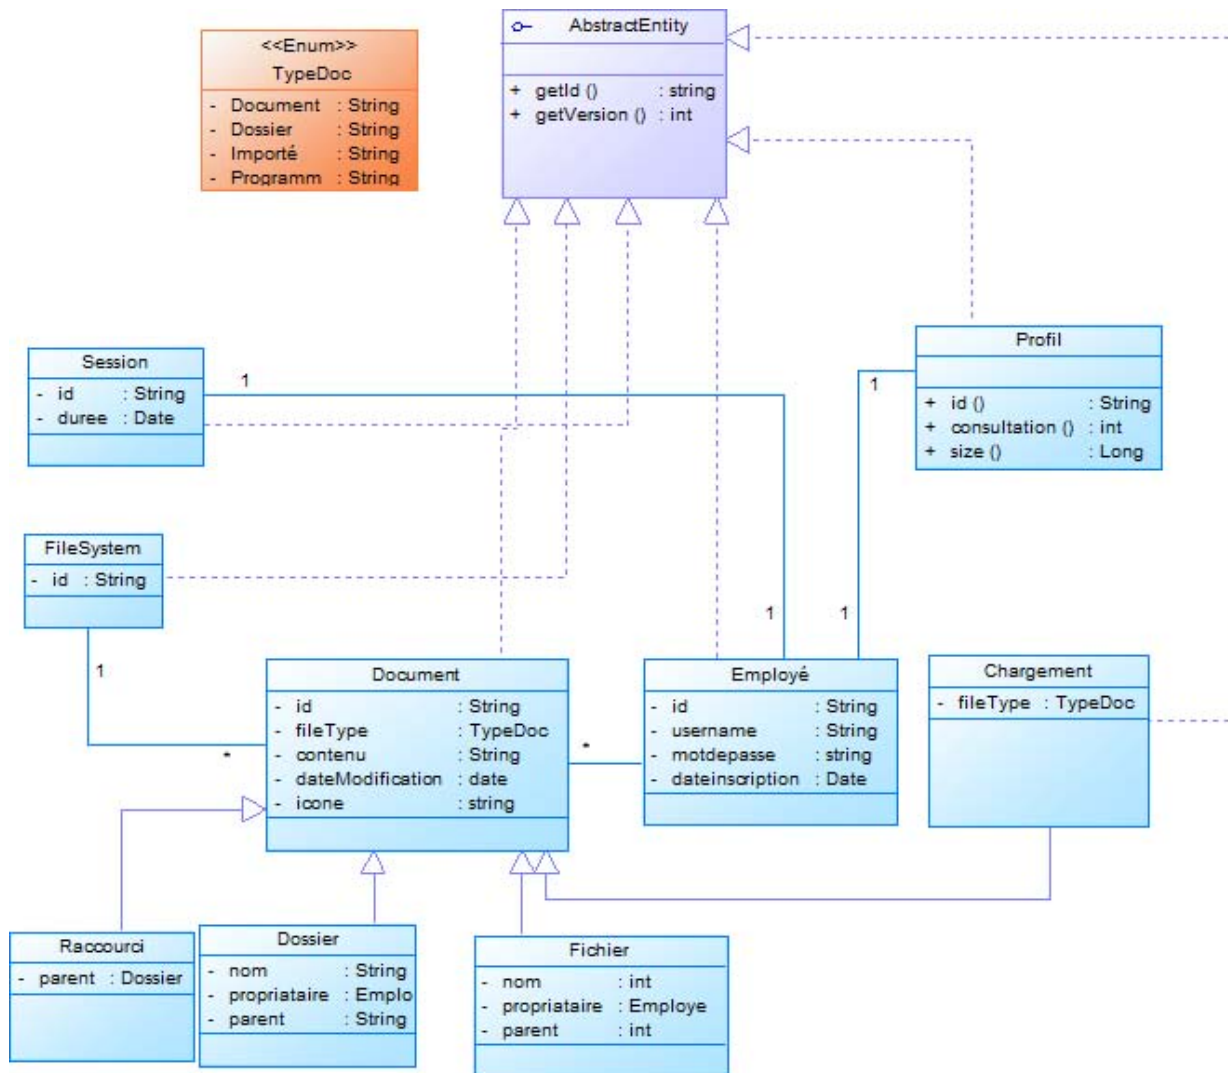 <<Enum>>
TypeDoc
- Document : String
- Dossier : String
- Importé : String
- Programm : String
AbstractEntity
+ getId () : string
+ getVersion () : int
Session
- id : String
- duree : Date
1
Profil
+ id () : String
+ consultation () : int
+ size () : Long
1
FileSystem
- id : String
1
*
1
1
Document
- id : String
- fileType : TypeDoc
- contenu : String
- dateModification : date
- icone : string
*
Employé
- id : String
- username : String
- motdepasse : string
- dateinscription : Date
Chargement
- fileType : TypeDoc
Raccourci
- parent : Dossier
Dossier
- nom : String
- propriataire : Emplo
- parent : String
Fichier
- nom : int
- propriataire : Employe
- parent : int